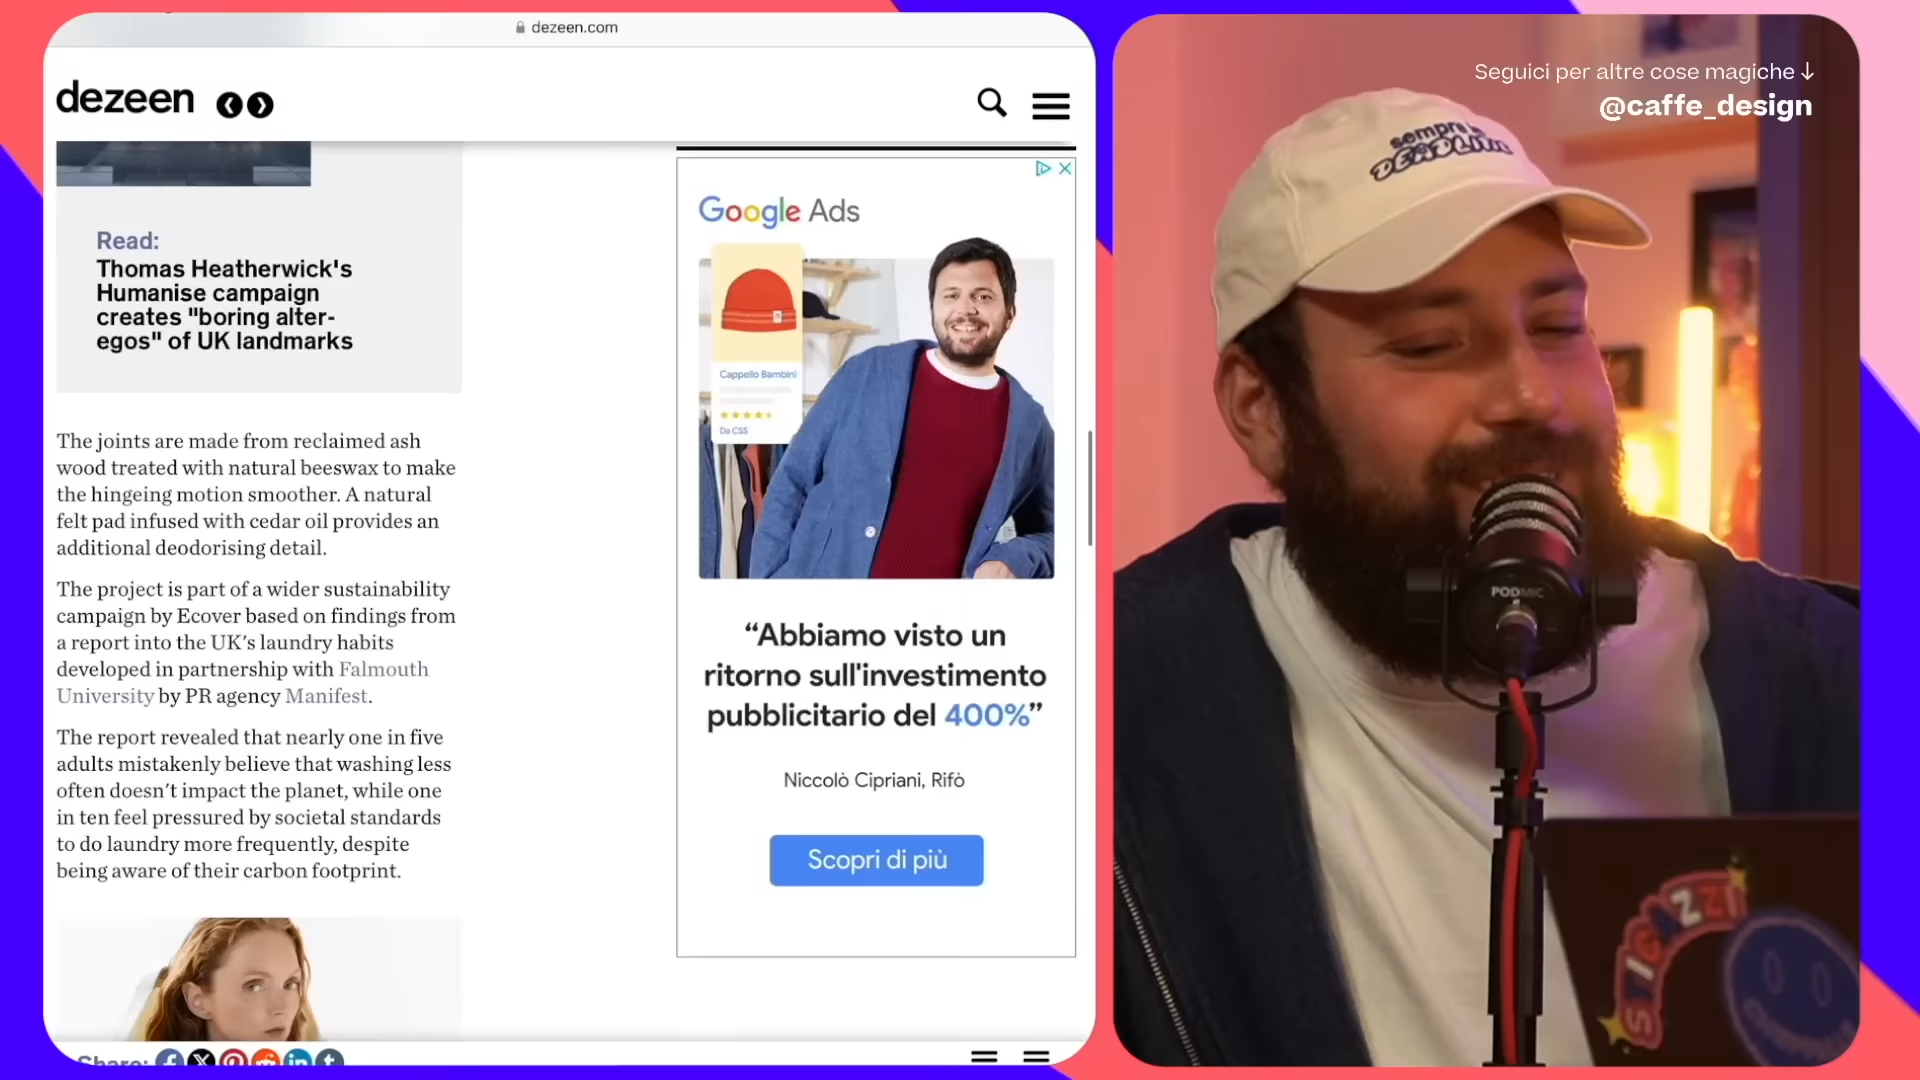 dezeen.com
dezeen
Read:
Thomas Heatherwick's
Humanise campaign
creates "boring alter-
egos" of UK landmarks
The joints are made from reclaimed ash
wood treated with natural beeswax to make
the hingeing motion smoother. A natural
felt pad infused with cedar oil provides an
additional deodorising detail.
The project is part of a wider sustainability
campaign by Ecover based on findings from
a report into the UK's laundry habits
developed in partnership with Falmouth
University by PR agency Manifest.
The report revealed that nearly one in five
adults mistakenly believe that washing less
often doesn't impact the planet, while one
in ten feel pressured by societal standards
to do laundry more frequently, despite
being aware of their carbon footprint.
Share:
Google Ads
Cappello Bambini
Da CSS
“Abbiamo visto un
ritorno sull'investimento
pubblicitario del 400%”
Niccolò Cipriani, Rifò
Scopri di più
Seguici per altre cose magiche ↓
@caffe_design
sempre in
DEADLINE
PODMIC
STIGAZZI